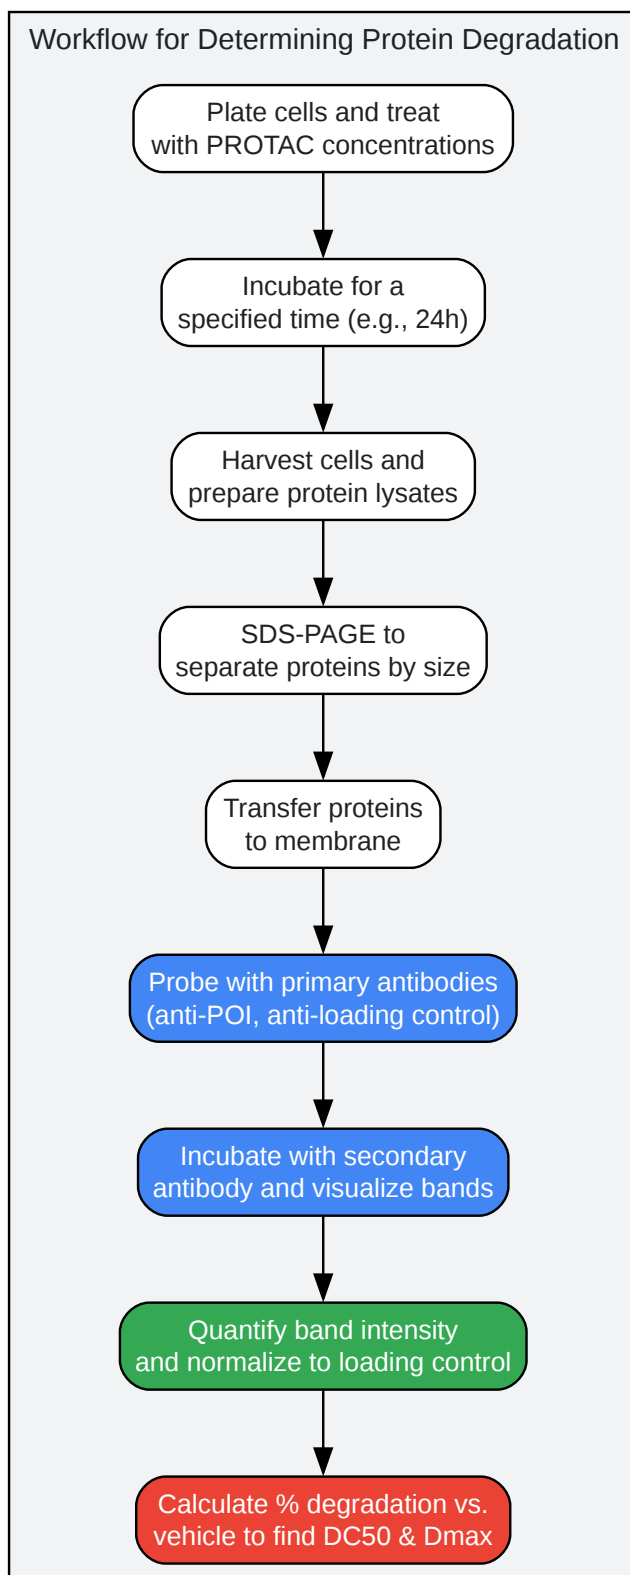 Workflow for Determining Protein Degradation
Plate cells and treat
with PROTAC concentrations
Incubate for a
specified time (e.g., 24h)
Harvest cells and
prepare protein lysates
SDS-PAGE to
separate proteins by size
Transfer proteins
to membrane
Probe with primary antibodies
(anti-POI, anti-loading control)
Incubate with secondary
antibody and visualize bands
Quantify band intensity
and normalize to loading control
Calculate % degradation vs.
vehicle to find DC50 & Dmax